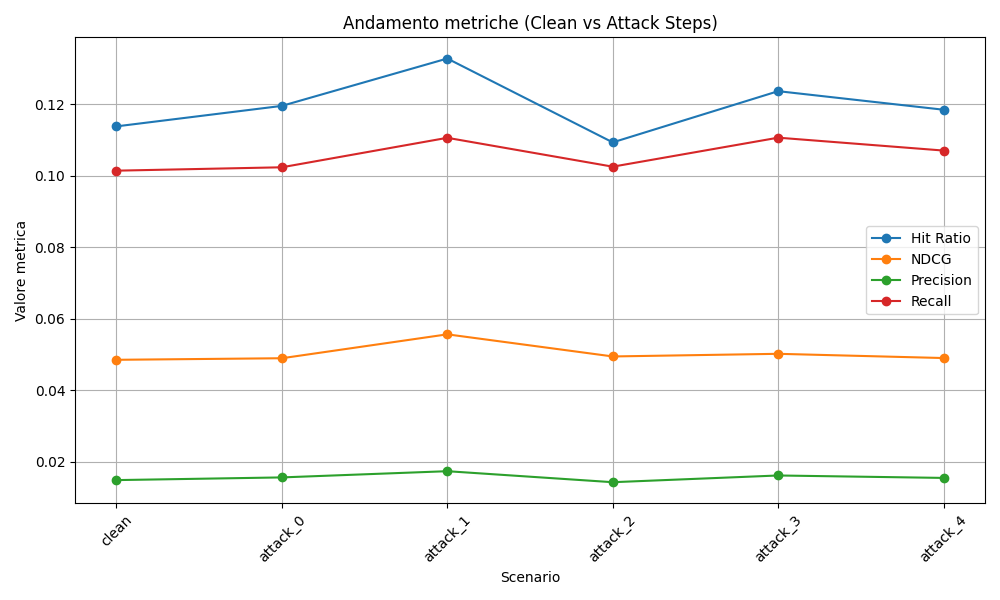 Andamento metriche (Clean vs Attack Steps)
Valore metrica
0.12
0.10
0.08
0.06
0.04
0.02
Hit Ratio
NDCG
Precision
Recall
clean
attack_0
attack_1
attack_2
attack_3
attack_4
Scenario